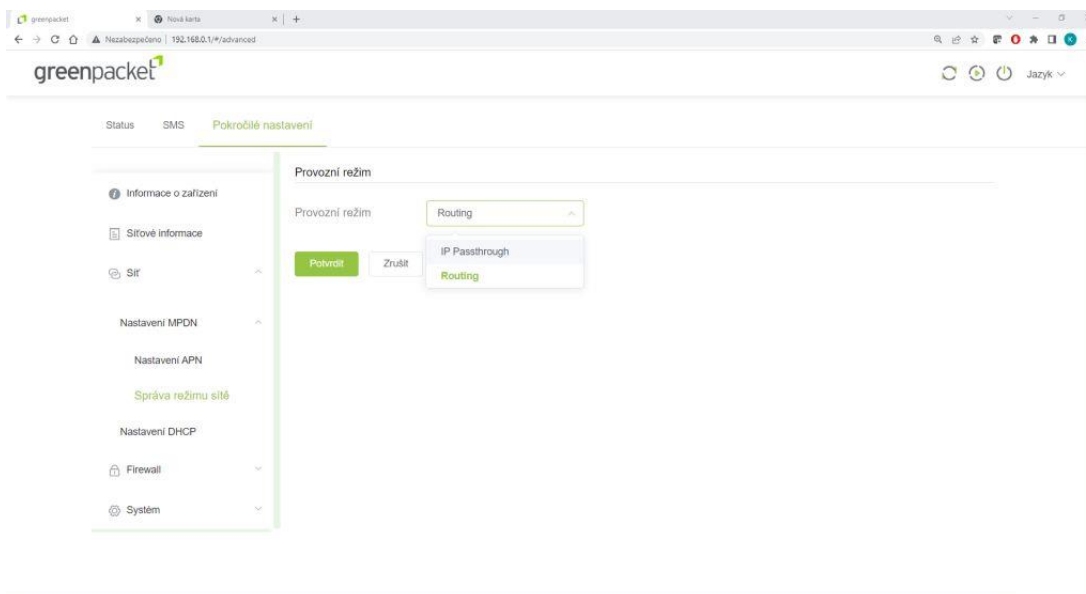 greenpacket
Nová karta
Nezabezpečeno 192.168.0.1/#/advanced
K
greenpacket
Jazyk
Status SMS Pokročilé nastavení
Provozní režim
Informace o zařízení
Provozní režim Routing
Síťové informace
IP Passthrough
Potvrdit Zrušit
Síť
Routing
Nastavení MPDN
Nastavení APN
Správa režimu sítě
Nastavení DHCP
Firewall
Systém